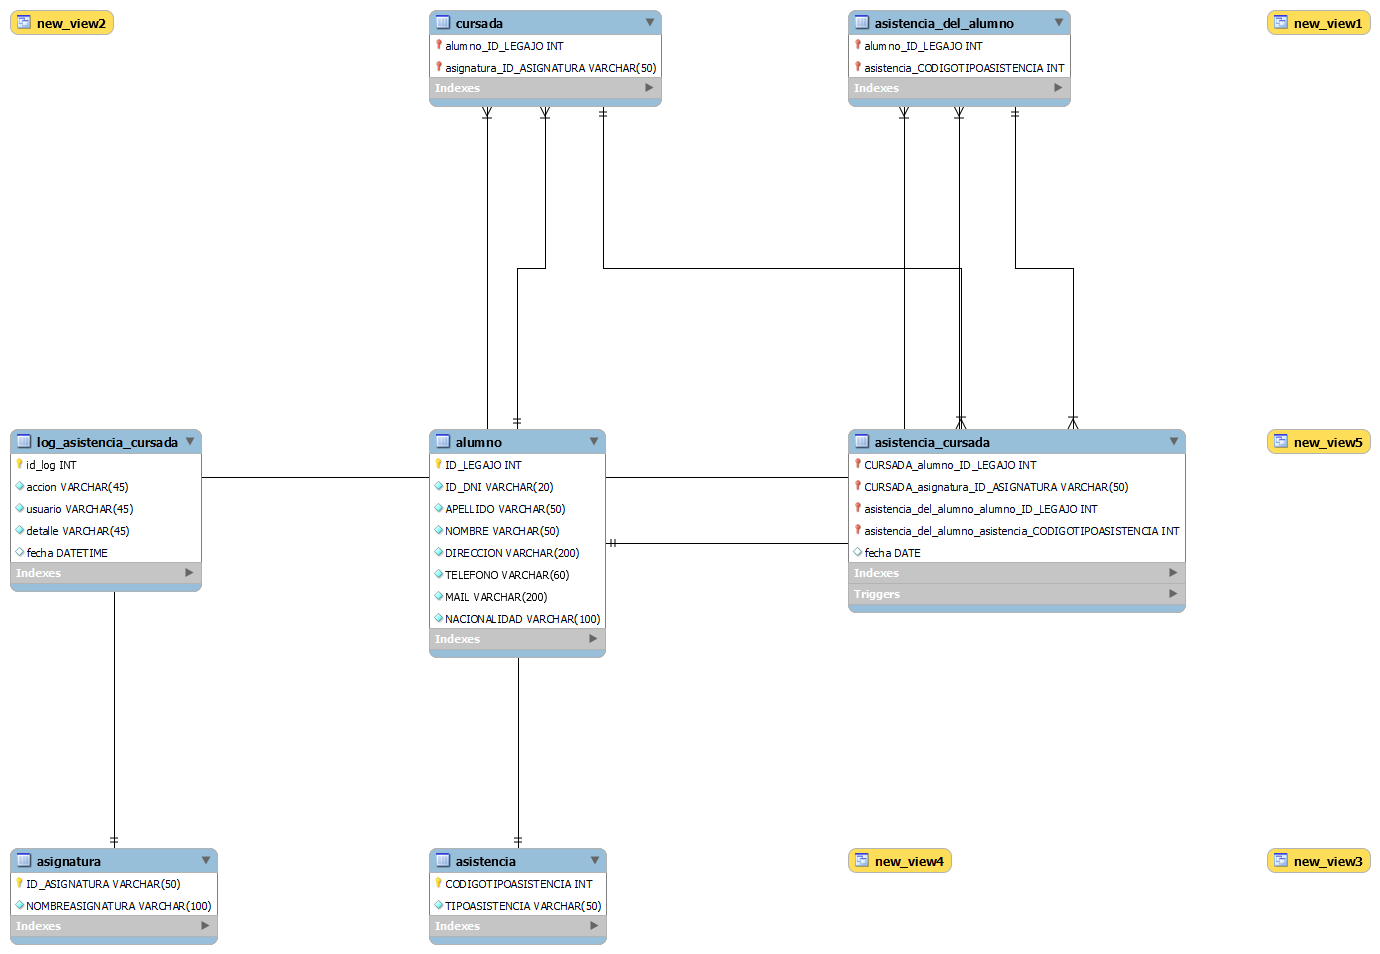 new_view2
cursada
alumno_ID_LEGAJO INT
asignatura_ID_ASIGNATURA VARCHAR(50)
Indexes
asistencia_del_alumno
alumno_ID_LEGAJO INT
asistencia_CODIGOTIPOASISTENCIA INT
Indexes
new_view1
log_asistencia_cursada
id_log INT
accion VARCHAR(45)
usuario VARCHAR(45)
detalle VARCHAR(45)
fecha DATETIME
Indexes
alumno
ID_LEGAJO INT
ID_DNI VARCHAR(20)
APELLIDO VARCHAR(50)
NOMBRE VARCHAR(50)
DIRECCION VARCHAR(200)
TELEFONO VARCHAR(60)
MAIL VARCHAR(200)
NACIONALIDAD VARCHAR(100)
Indexes
asistencia_cursada
CURSADA_alumno_ID_LEGAJO INT
CURSADA_asignatura_ID_ASIGNATURA VARCHAR(50)
asistencia_del_alumno_alumno_ID_LEGAJO INT
asistencia_del_alumno_asistencia_CODIGOTIPOASISTENCIA INT
fecha DATE
Indexes
Triggers
new_view5
asignatura
ID_ASIGNATURA VARCHAR(50)
NOMBREASIGNATURA VARCHAR(100)
Indexes
asistencia
CODIGOTIPOASISTENCIA INT
TIPOASISTENCIA VARCHAR(50)
Indexes
new_view4
new_view3